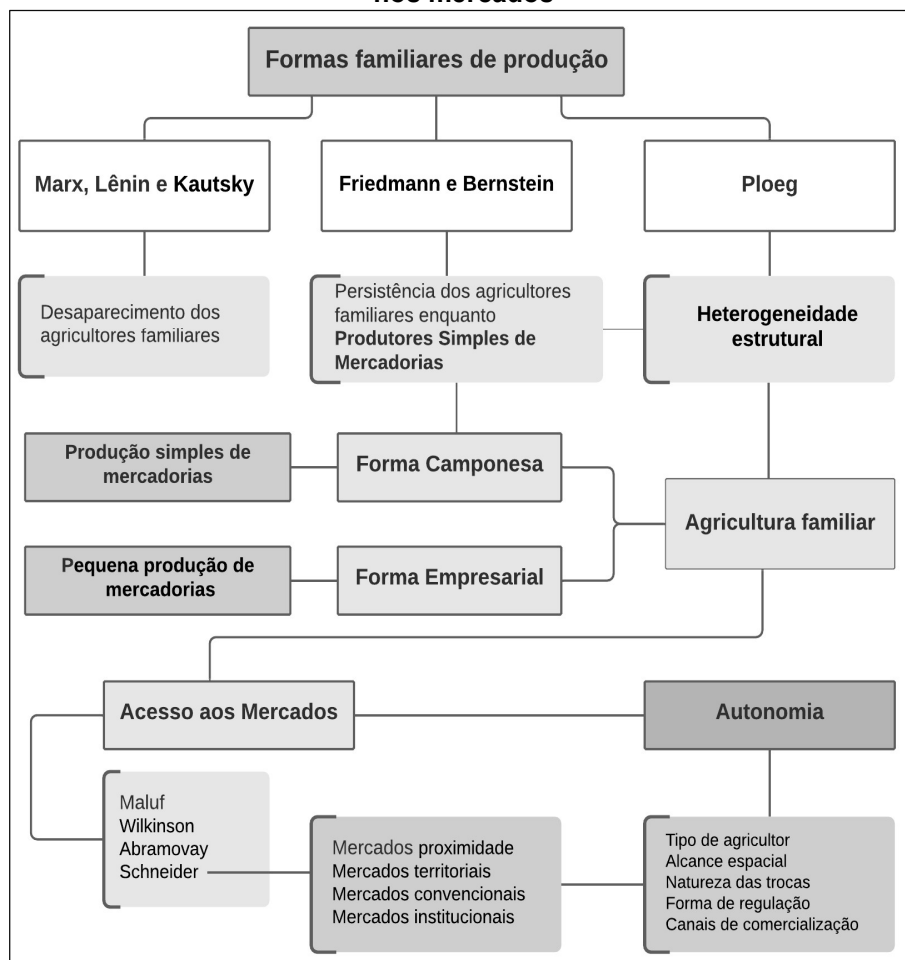 nos mercados
Formas familiares de produção
Marx, Lênin e Kautsky
Friedmann e Bernstein
Ploeg
Desaparecimento dos
agricultores familiares
Persistência dos agricultores
familiares enquanto
Produtores Simples de
Mercadorias
Heterogeneidade
estrutural
Produção simples de
mercadorias
Forma Camponesa
Agricultura familiar
Pequena produção de
mercadorias
Forma Empresarial
Acesso aos Mercados
Autonomia
Maluf
Wilkinson
Abramovay
Schneider
Mercados proximidade
Mercados territoriais
Mercados convencionais
Mercados institucionais
Tipo de agricultor
Alcance espacial
Natureza das trocas
Forma de regulação
Canais de comercialização